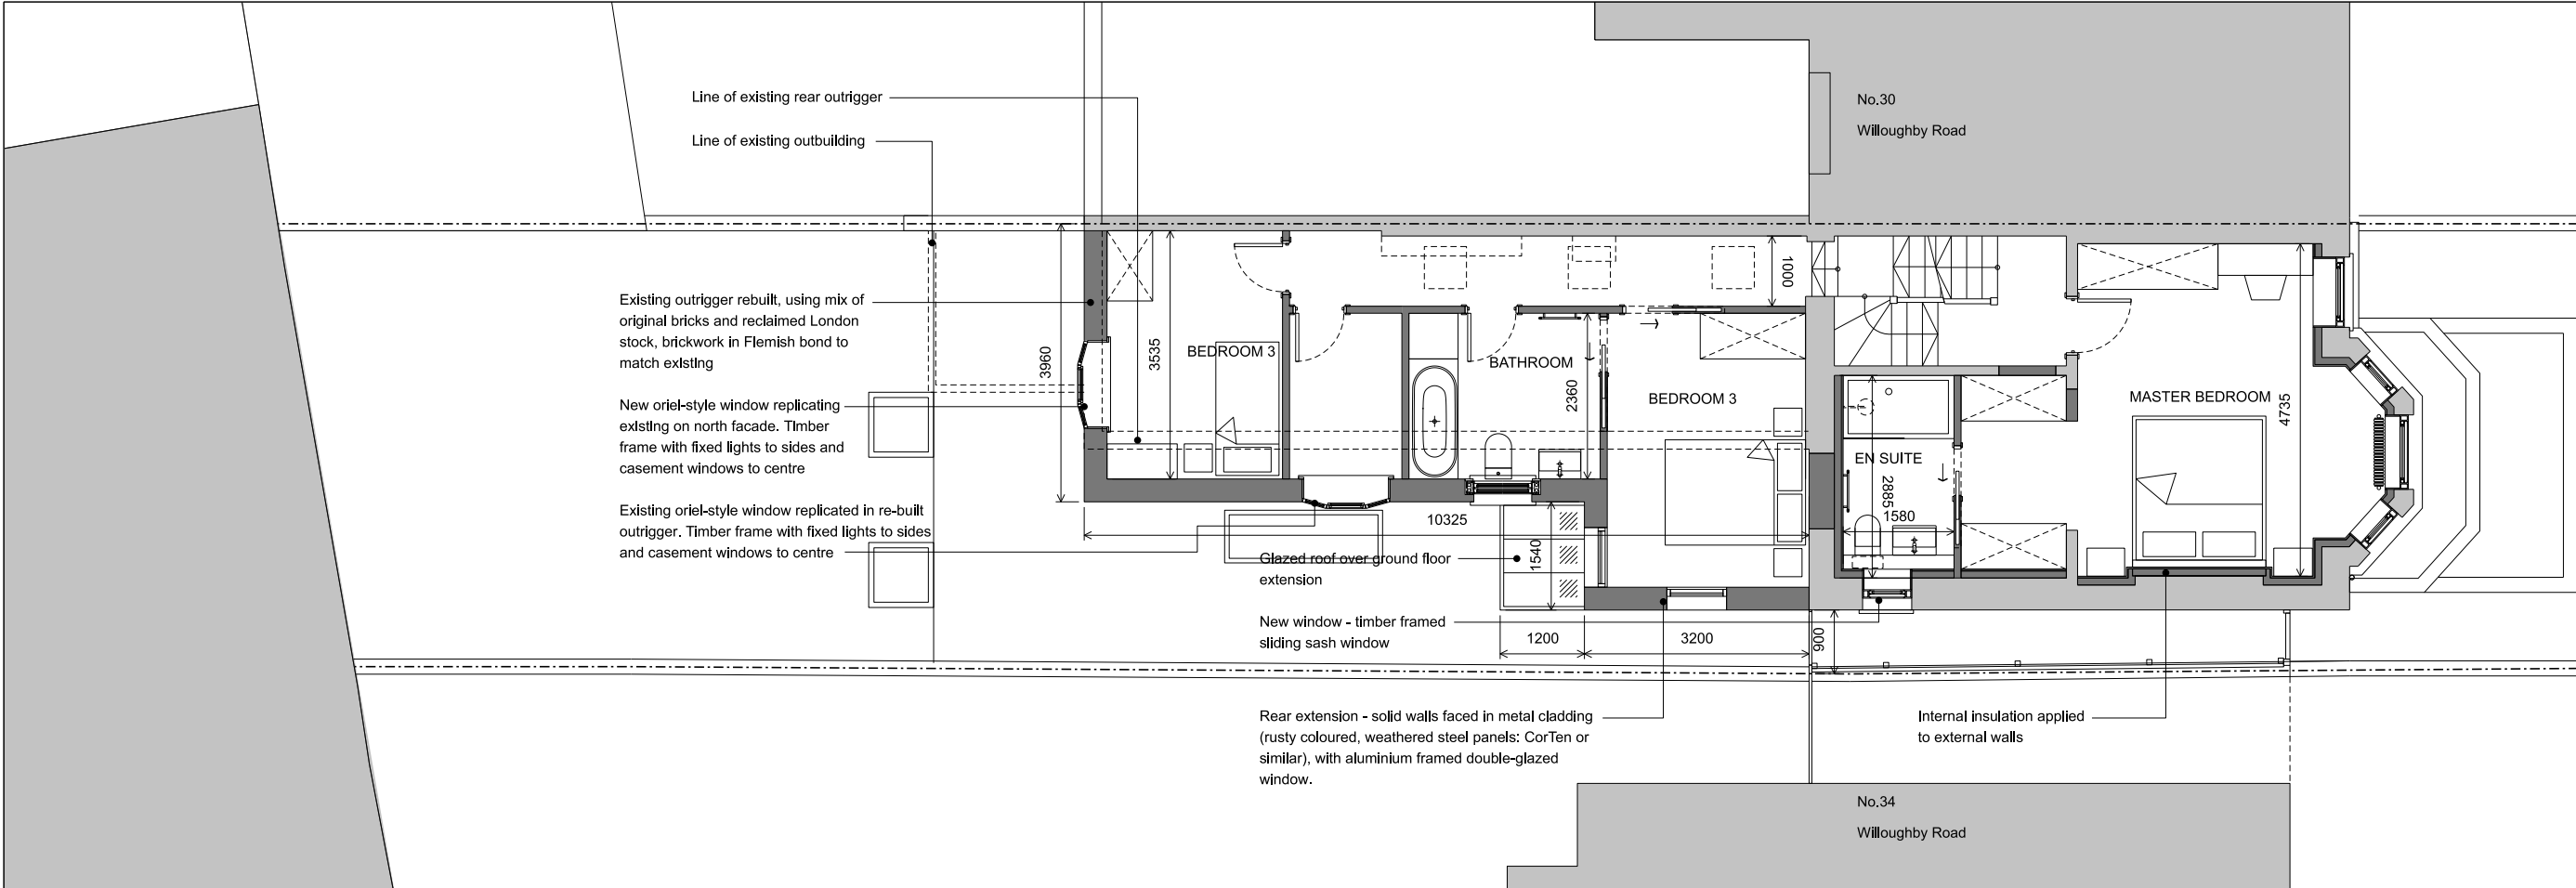 Line of existing rear outrigger
Line of existing outbuilding
Existing outrigger rebuilt, using mix of
original bricks and reclaimed London
stock, brickwork in Flemish bond to
match existing
New oriel-style window replicating
existing on north facade. Timber
frame with fixed lights to sides and
casement windows to centre
Existing oriel-style window replicated in re-built
outrigger. Timber frame with fixed lights to sides
and casement windows to centre
3960
3535
BEDROOM 3
BATHROOM
2360
BEDROOM 3
1000
10325
1540
Glazed roof over ground floor
extension
New window - timber framed
sliding sash window
1200
3200
900
Rear extension - solid walls faced in metal cladding
(rusty coloured, weathered steel panels: CorTen or
similar), with aluminium framed double-glazed
window.
No.30
Willoughby Road
EN SUITE
2885
1580
MASTER BEDROOM
4735
Internal insulation applied
to external walls
No.34
Willoughby Road